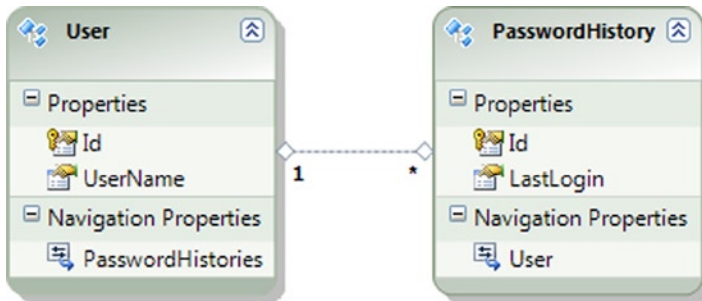 User
Properties
Id
UserName
Navigation Properties
PasswordHistories
1
*
PasswordHistory
Properties
Id
LastLogin
Navigation Properties
User